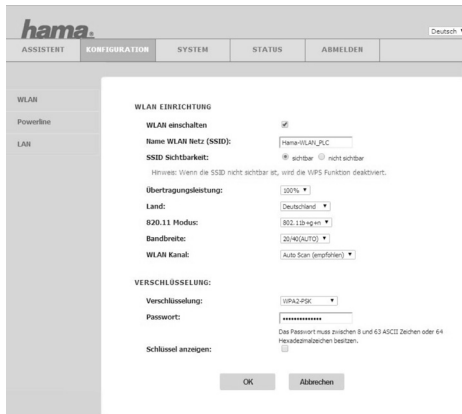 hama.
Deutsch
ASSISTENT KONFIGURATION SYSTEM STATUS ABMELDEN
WLAN
Powerline
LAN
WLAN EINRICHTUNG
WLAN einschalten
Name WLAN Netz (SSID): Hama-WLAN_PLC
SSID Sichtbarkeit: sichtbar nicht sichtbar
Hinweis: Wenn die SSID nicht sichtbar ist, wird die WPS Funktion deaktiviert.
Übertragungsleistung: 100%
Land: Deutschland
820.11 Modus: 802.11b+g+n
Bandbreite: 20/40(AUTO)
WLAN Kanal: Auto Scan (empfohlen)
VERSCHLÜSSELUNG:
Verschlüsselung: WPA2-PSK
Passwort: ••••••••••••••
Das Passwort muss zwischen 8 und 63 ASCII Zeichen oder 64
Hexadezimalzeichen besitzen.
Schlüssel anzeigen:
OK Abbrechen